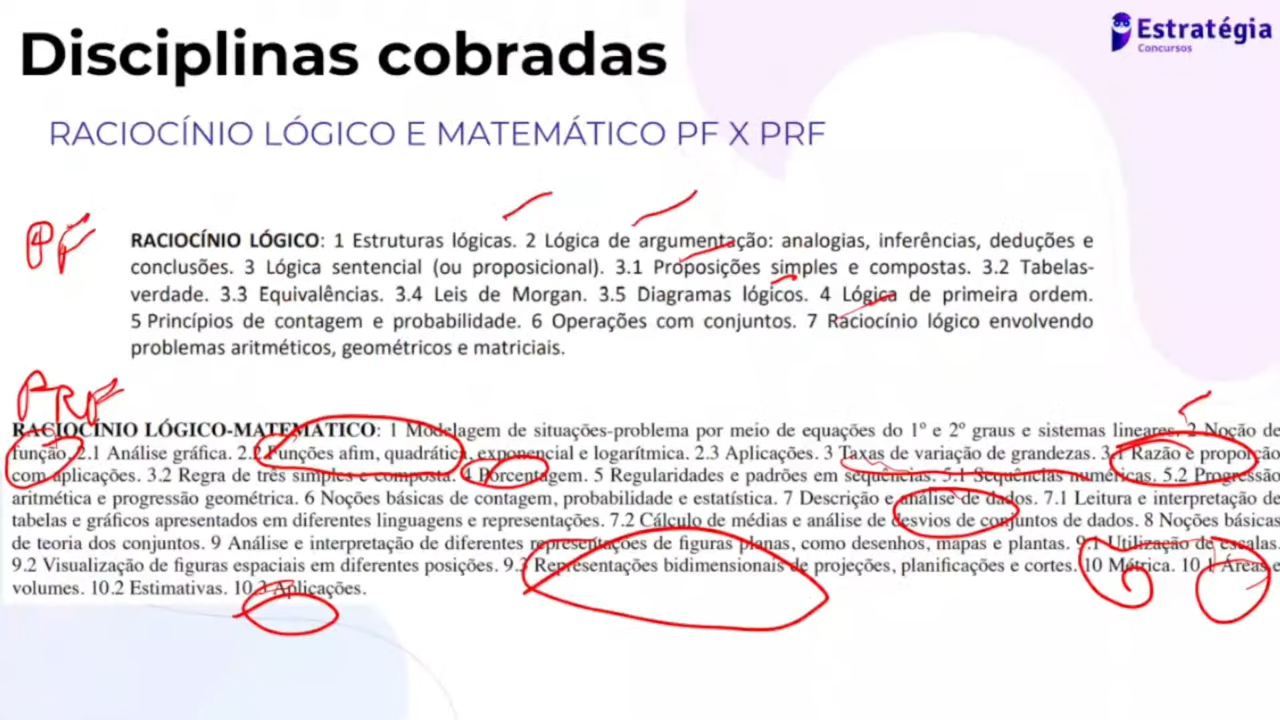 Disciplinas cobradas
Estratégia
Concursos
RACIOCÍNIO LÓGICO E MATEMÁTICO PF X PRF
PF
RACIOCÍNIO LÓGICO: 1 Estruturas lógicas. 2 Lógica de argumentação: analogias, inferências, deduções e
conclusões. 3 Lógica sentencial (ou proposicional). 3.1 Proposições simples e compostas. 3.2 Tabelas-
verdade. 3.3 Equivalências. 3.4 Leis de Morgan. 3.5 Diagramas lógicos. 4 Lógica de primeira ordem.
5 Princípios de contagem e probabilidade. 6 Operações com conjuntos. 7 Raciocínio lógico envolvendo
problemas aritméticos, geométricos e matriciais.
PRF
RACIOCÍNIO LÓGICO-MATEMÁTICO: 1 Modelagem de situações-problema por meio de equações do 1º e 2º graus e sistemas lineares. 2 Noção de
função. 2.1 Análise gráfica. 2.2 Funções afim, quadrática, exponencial e logarítmica. 2.3 Aplicações. 3 Taxas de variação de grandezas. 3.1 Razão e proporção
com aplicações. 3.2 Regra de três simples e composta. 4 Porcentagem. 5 Regularidades e padrões em sequências. 5.1 Sequências numéricas. 5.2 Progressão
aritmética e progressão geométrica. 6 Noções básicas de contagem, probabilidade e estatística. 7 Descrição e análise de dados. 7.1 Leitura e interpretação de
tabelas e gráficos apresentados em diferentes linguagens e representações. 7.2 Cálculo de médias e análise de desvios de conjuntos de dados. 8 Noções básicas
de teoria dos conjuntos. 9 Análise e interpretação de diferentes representações de figuras planas, como desenhos, mapas e plantas. 9.1 Utilização de escalas.
9.2 Visualização de figuras espaciais em diferentes posições. 9.3 Representações bidimensionais de projeções, planificações e cortes. 10 Métrica. 10.1 Áreas e
volumes. 10.2 Estimativas. 10.3 Aplicações.